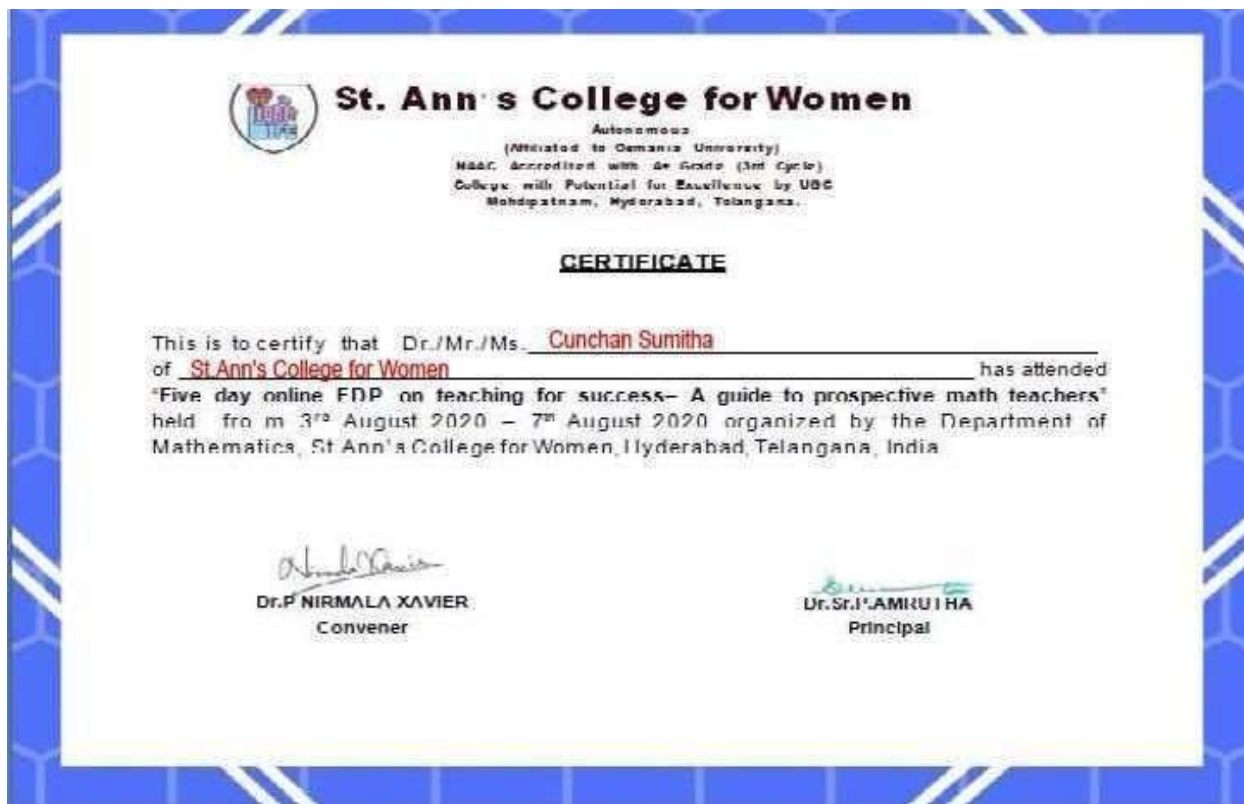 St. Ann's College for Women
Autonomous
(Affiliated to Osmania University)
NAAC Accredited with A+ Grade (3rd Cycle)
College with Potential for Excellence by UGC
Mehdipatnam, Hyderabad, Telangana.
CERTIFICATE
This is to certify that Dr./Mr./Ms. Cunchan Sumitha
of St.Ann's College for Women has attended
"Five day online FDP on teaching for success– A guide to prospective math teachers"
held fro m 3rd August 2020 – 7th August 2020 organized by the Department of
Mathematics, St Ann's College for Women, Hyderabad, Telangana, India
Dr.P NIRMALA XAVIER
Convener
Dr.Sr.P.AMRUTHA
Principal